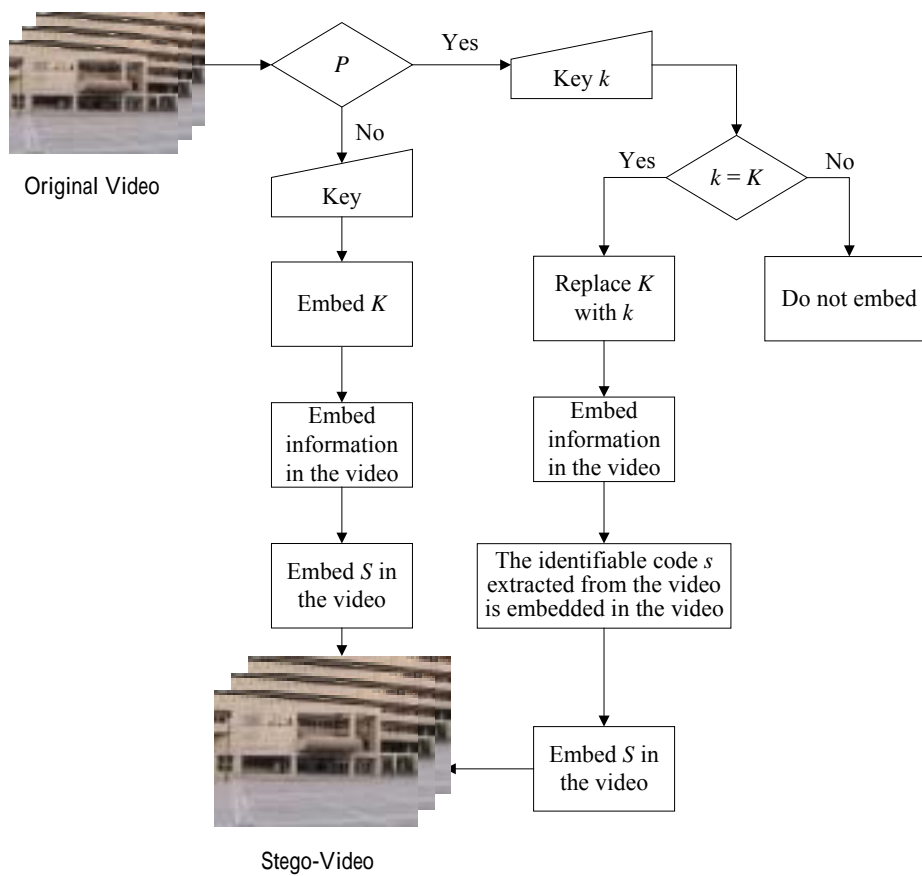 P
Yes
Key k
No
Original Video
Key
Yes
k = K
No
Embed K
Replace K
with k
Do not embed
Embed
information
in the video
Embed
information
in the video
Embed S in
the video
The identifiable code s
extracted from the video
is embedded in the video
Embed S in
the video
Stego-Video